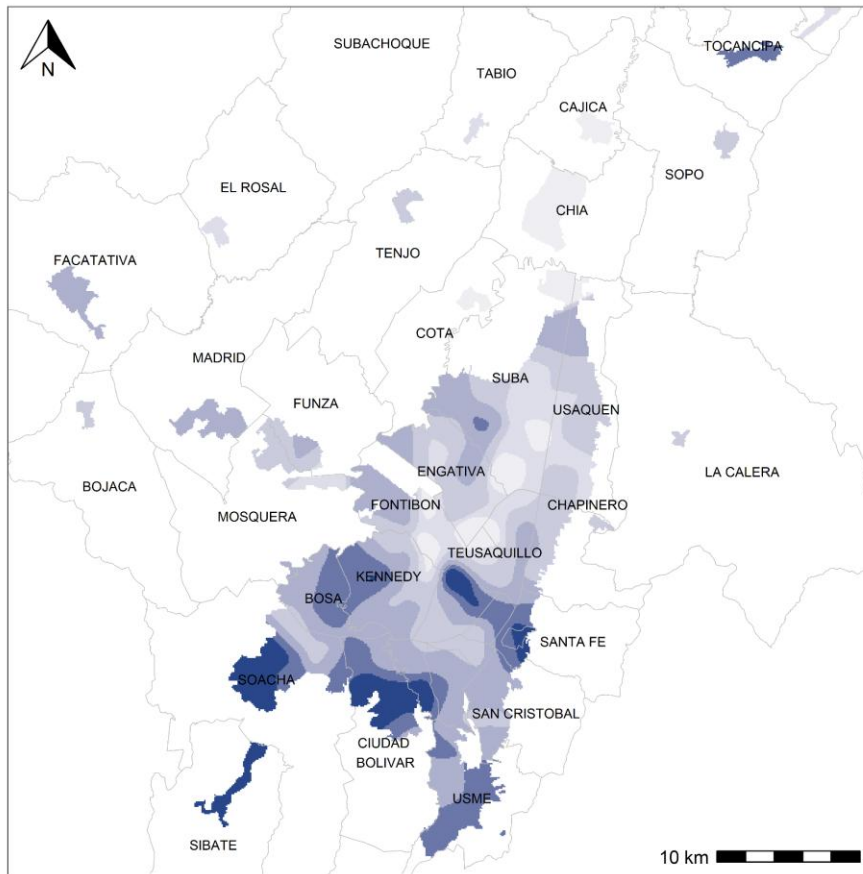 SUBACHOQUE
TOCANCIPA
N
TABIO
CAJICA
SOPO
EL ROSAL
CHIA
TENJO
FACATATIVA
COTA
MADRID
SUBA
FUNZA
USAQUEN
ENGATIVA
LA CALERA
BOJACA
FONTIBON
CHAPINERO
MOSQUERA
TEUSAQUILLO
KENNEDY
BOSA
SANTA FE
SOACHA
SAN CRISTOBAL
CIUDAD
BOLIVAR
USME
SIBATE
10 km